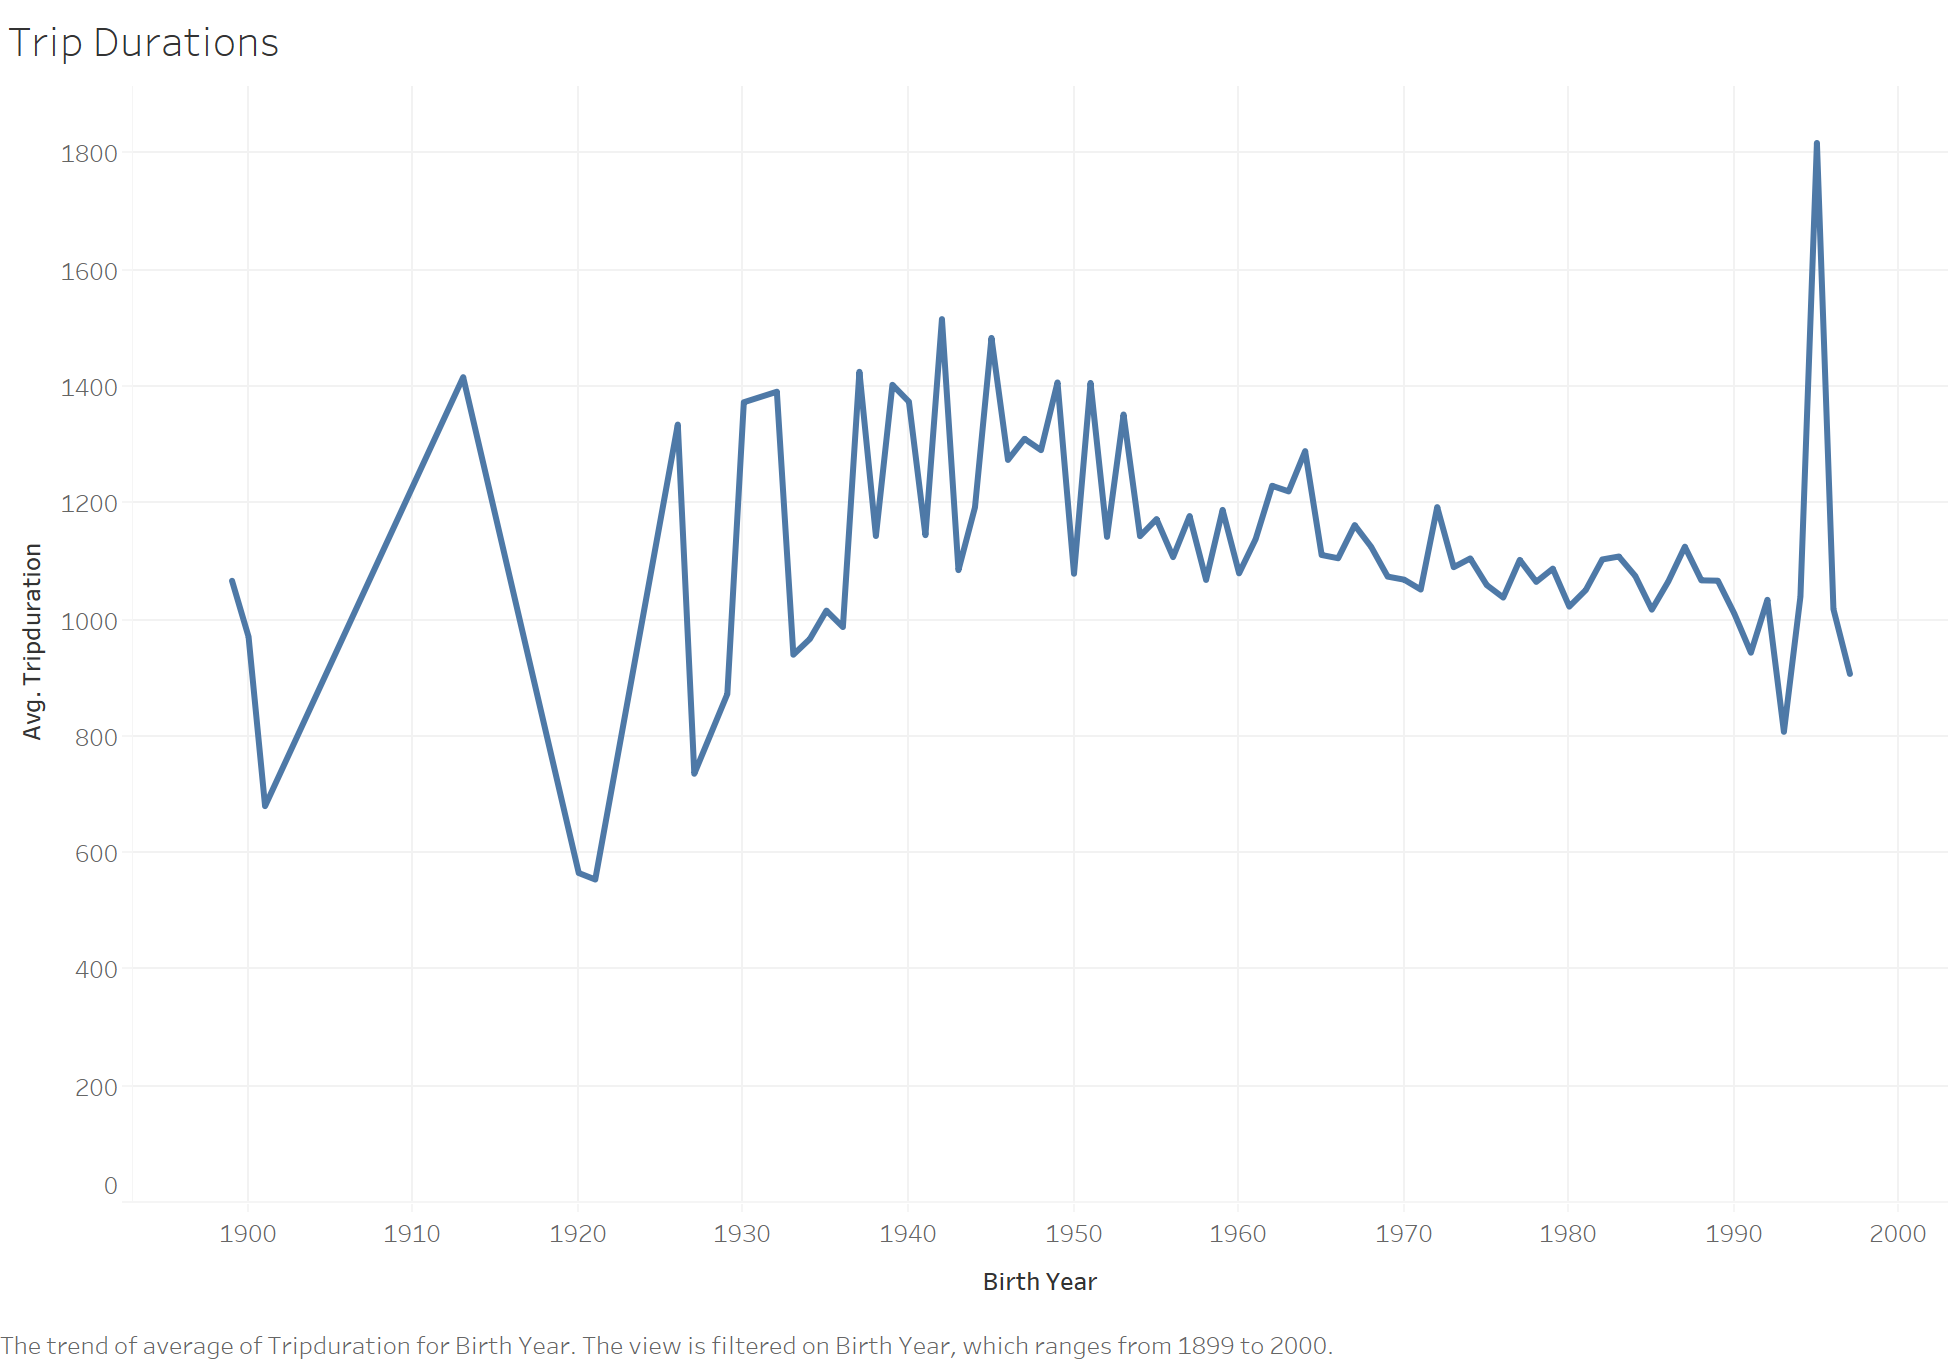 Trip Durations
1800
1600
1400
1200
1000
800
600
400
200
0
Avg. Tripduration
1900 1910 1920 1930 1940 1950 1960 1970 1980 1990 2000
Birth Year
The trend of average of Tripduration for Birth Year. The view is filtered on Birth Year, which ranges from 1899 to 2000.